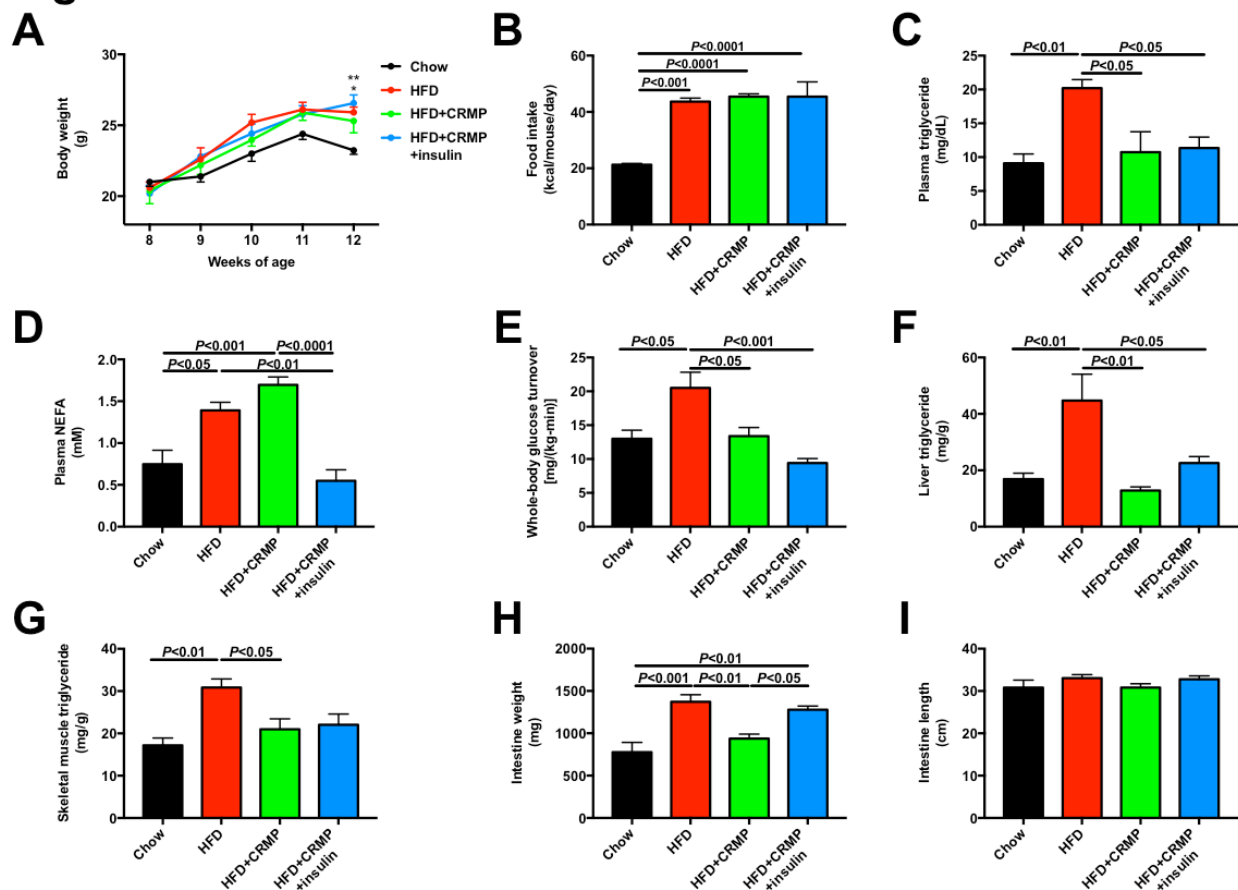 A
Body weight
(g)
30
25
20
8 9 10 11 12
Weeks of age
**
*
Chow
HFD
HFD+CRMP
HFD+CRMP
+insulin
B
Food intake
(kcal/mouse/day)
60
40
20
0
P<0.0001
P<0.0001
P<0.001
Chow
HFD
HFD+CRMP
HFD+CRMP
+insulin
C
Plasma triglyceride
(mg/dL)
25
20
15
10
5
0
P<0.01
P<0.05
P<0.05
Chow
HFD
HFD+CRMP
HFD+CRMP
+insulin
D
Plasma NEFA
(mM)
2.0
1.5
1.0
0.5
0.0
P<0.001
P<0.0001
P<0.05
P<0.01
Chow
HFD
HFD+CRMP
HFD+CRMP
+insulin
E
Whole-body glucose turnover
[mg/(kg-min)]
25
20
15
10
5
0
P<0.05
P<0.001
P<0.05
Chow
HFD
HFD+CRMP
HFD+CRMP
+insulin
F
Liver triglyceride
(mg/g)
60
40
20
0
P<0.01
P<0.05
P<0.01
Chow
HFD
HFD+CRMP
HFD+CRMP
+insulin
G
Skeletal muscle triglyceride
(mg/g)
40
30
20
10
0
P<0.01
P<0.05
Chow
HFD
HFD+CRMP
HFD+CRMP
+insulin
H
Intestine weight
(mg)
2000
1500
1000
500
0
P<0.01
P<0.001
P<0.01
P<0.05
Chow
HFD
HFD+CRMP
HFD+CRMP
+insulin
I
Intestine length
(cm)
40
30
20
10
0
Chow
HFD
HFD+CRMP
HFD+CRMP
+insulin